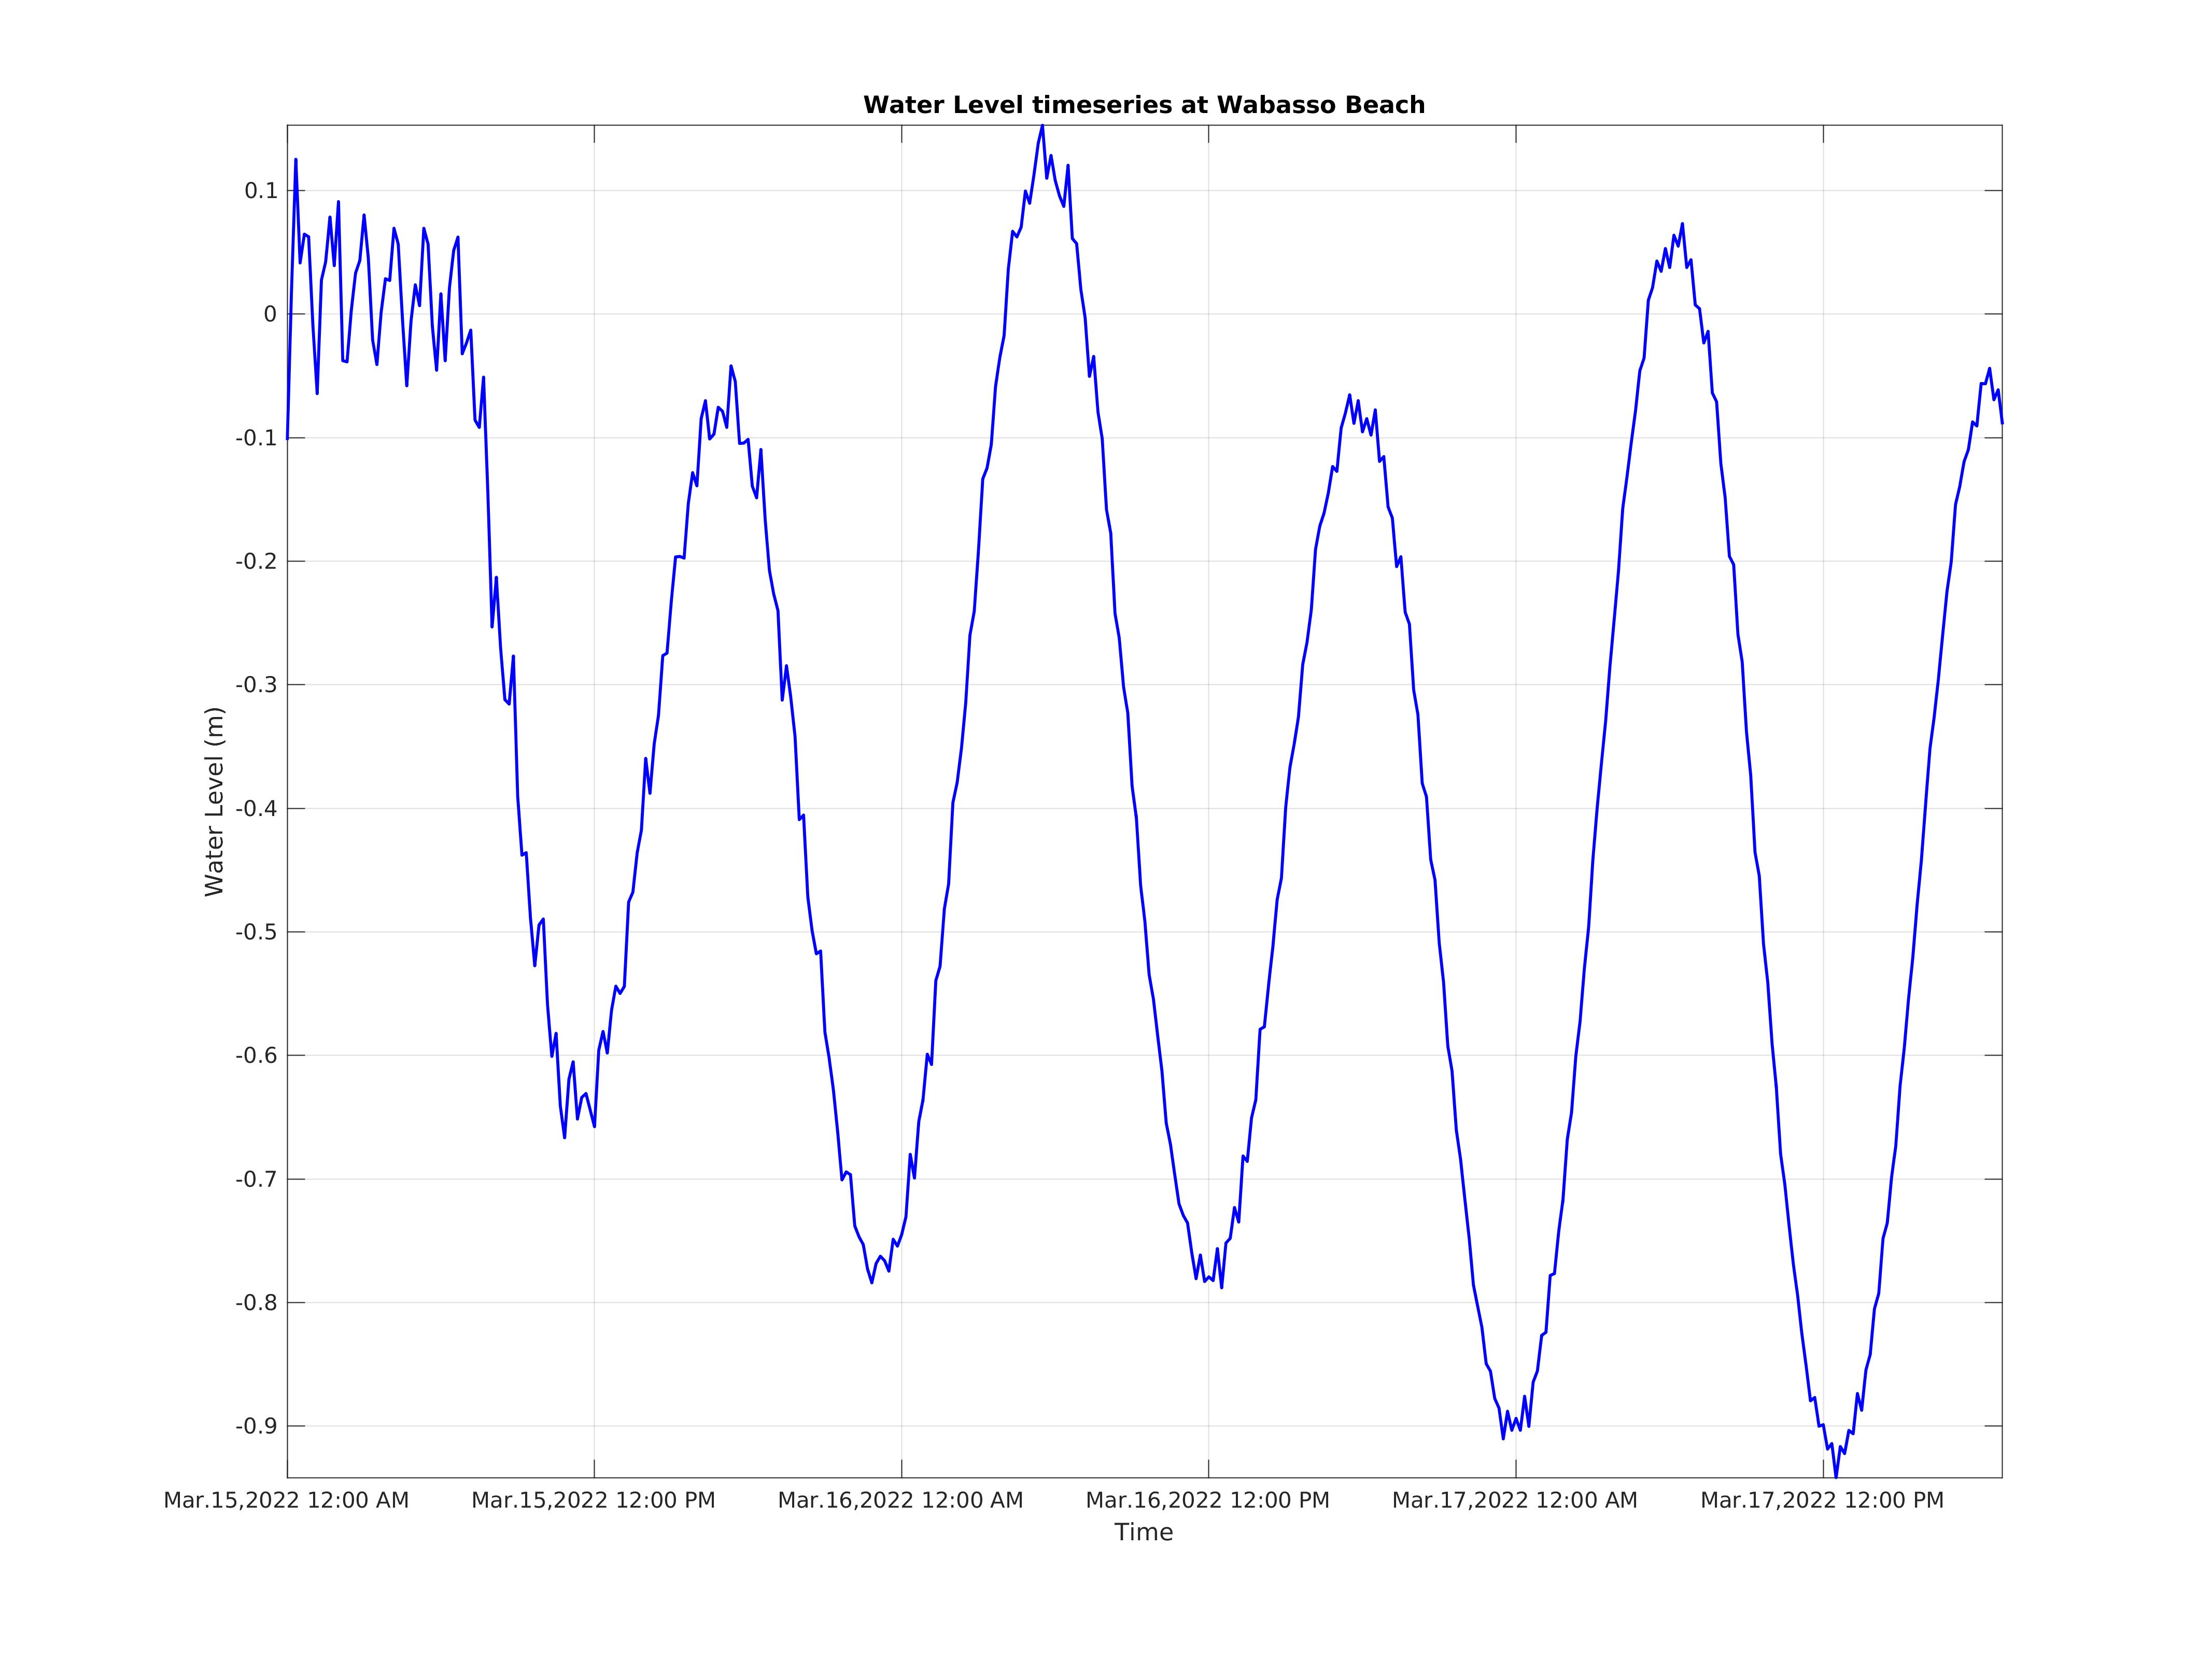 Water Level timeseries at Wabasso Beach
0.1
0
-0.1
-0.2
-0.3
-0.4
-0.5
-0.6
-0.7
-0.8
-0.9
Water Level (m)
Mar.15,2022 12:00 AM
Mar.15,2022 12:00 PM
Mar.16,2022 12:00 AM
Mar.16,2022 12:00 PM
Mar.17,2022 12:00 AM
Mar.17,2022 12:00 PM
Time